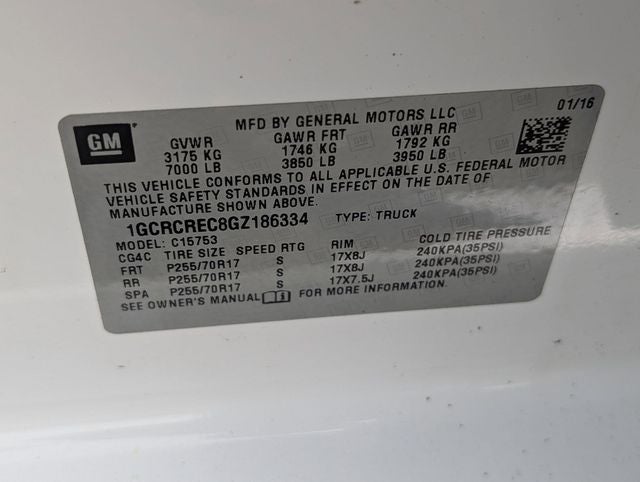 GM
MFD BY GENERAL MOTORS LLC 01/16
GVWR GAWR FRT GAWR RR
3175 KG 1746 KG 1792 KG
7000 LB 3850 LB 3950 LB
THIS VEHICLE CONFORMS TO ALL APPLICABLE U.S. FEDERAL MOTOR
VEHICLE SAFETY STANDARDS IN EFFECT ON THE DATE OF
MANUFACTURE SHOWN ABOVE.
1GCRCREC8GZ186334 TYPE: TRUCK
MODEL: C15753
CG4C TIRE SIZE SPEED RTG RIM COLD TIRE PRESSURE
FRT P255/70R17 S 17X8J 240KPA(35PSI)
RR P255/70R17 S 17X8J 240KPA(35PSI)
SPA P255/70R17 S 17X7.5J 240KPA(35PSI)
SEE OWNER'S MANUAL FOR MORE INFORMATION.